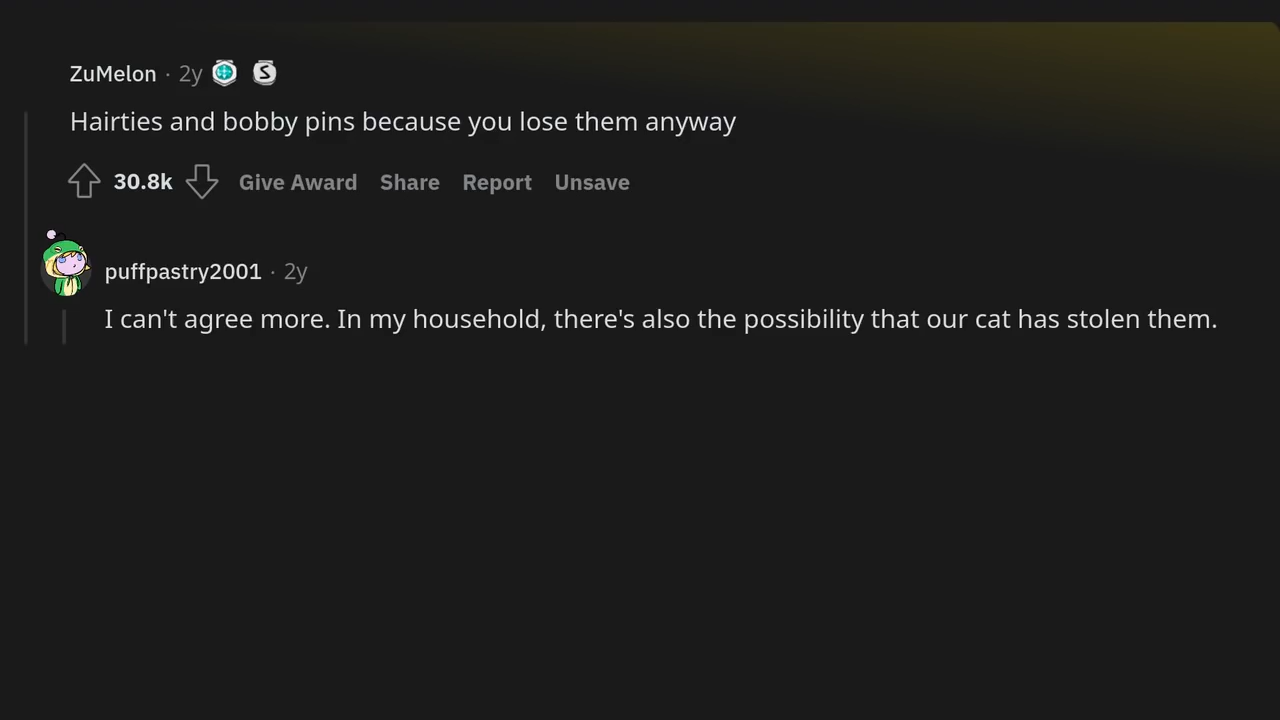 ZuMelon · 2y
Hairties and bobby pins because you lose them anyway
30.8k Give Award Share Report Unsave
puffpastry2001 · 2y
I can't agree more. In my household, there's also the possibility that our cat has stolen them.